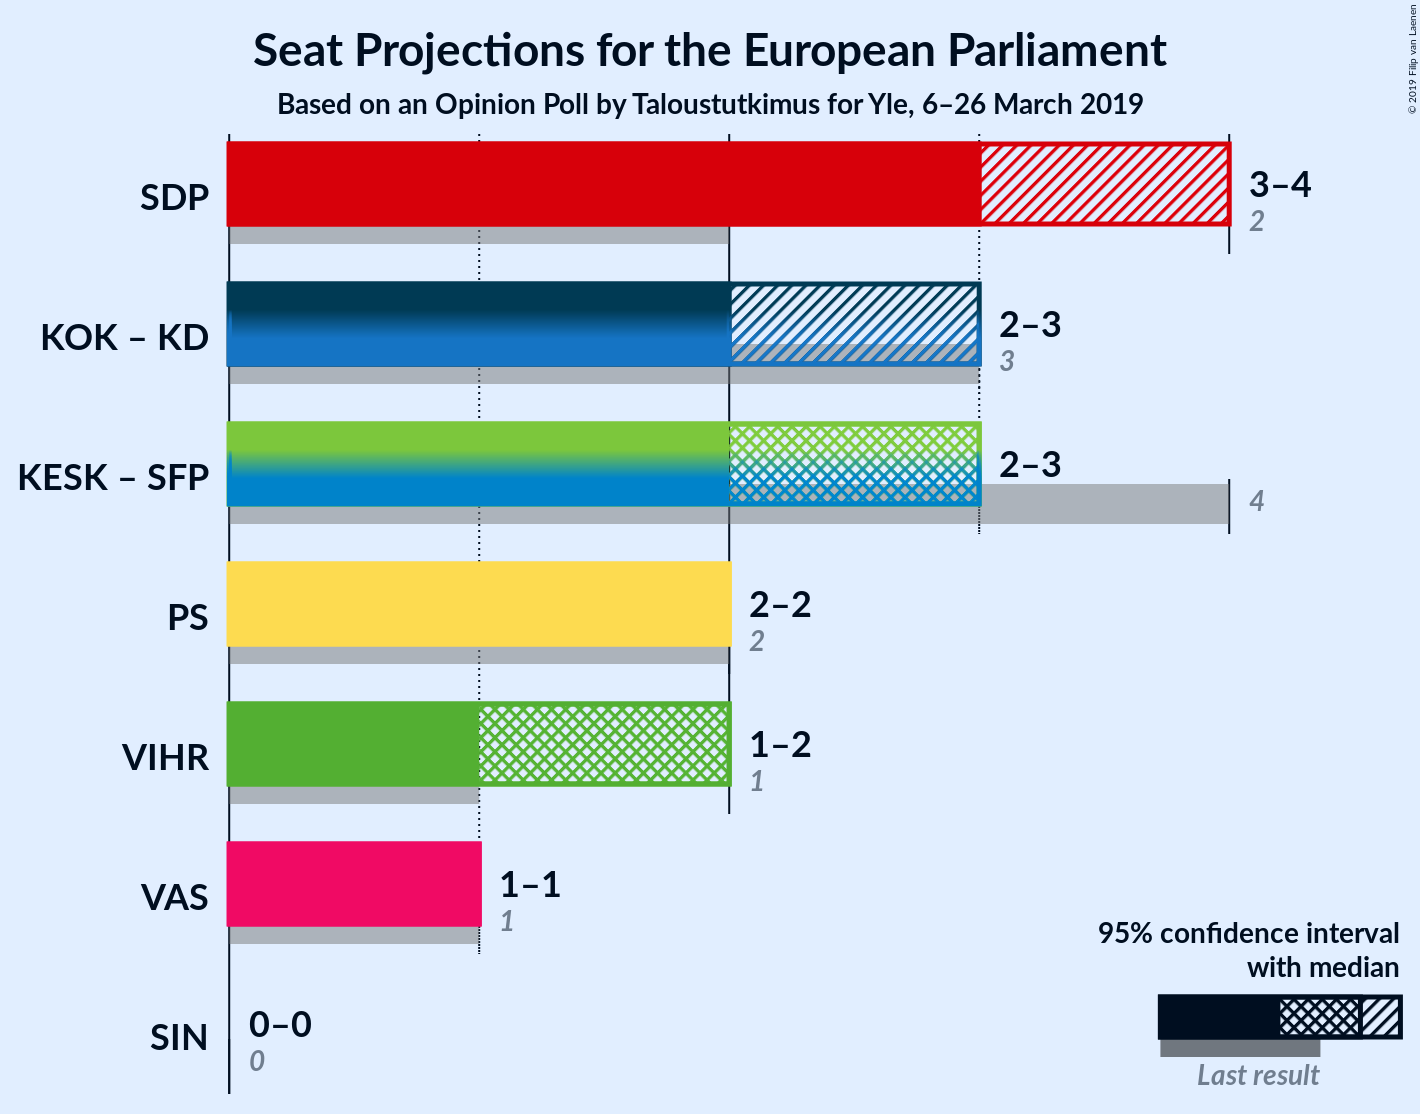 Seat Projections for the European Parliament
Based on an Opinion Poll by Taloustutkimus for Yle, 6–26 March 2019
© 2019 Filip van Laenen
SDP
3–4
2
KOK – KD
2–3
3
KESK – SFP
2–3
4
PS
2–2
2
VIHR
1–2
1
VAS
1–1
1
SIN
0–0
0
95% confidence interval
with median
Last result